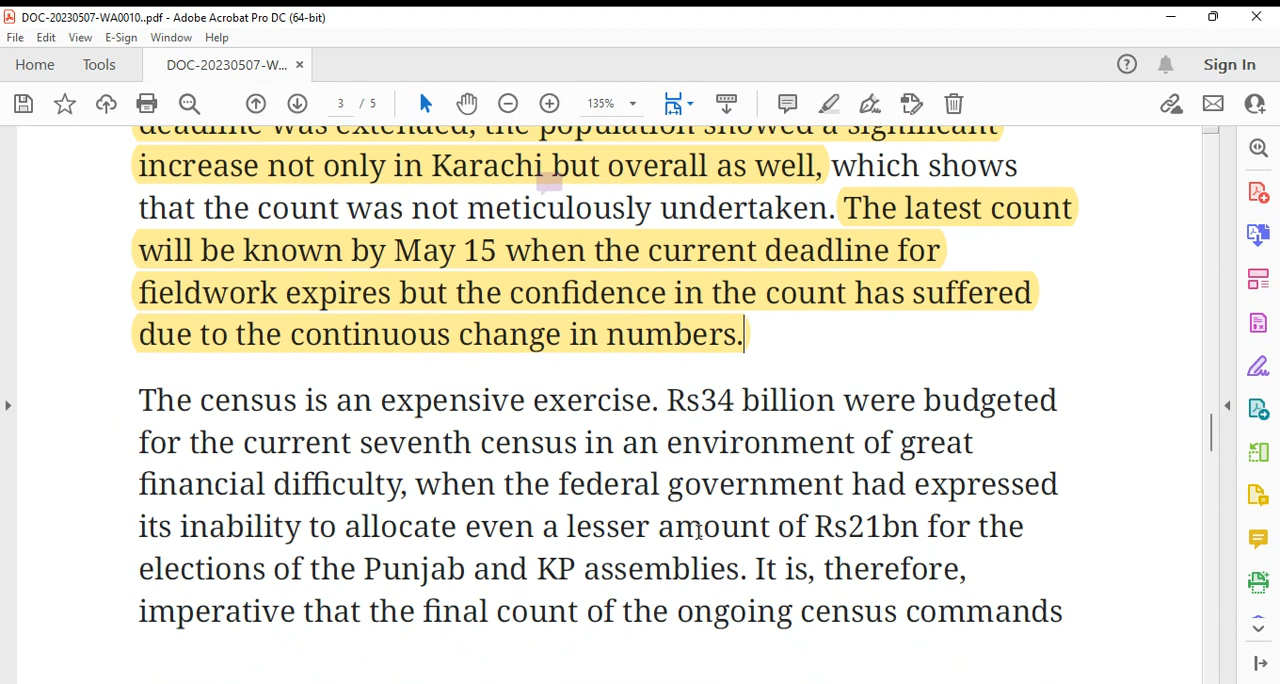 DOC-20230507-WA0010..pdf - Adobe Acrobat Pro DC (64-bit)
File Edit View E-Sign Window Help
Home Tools DOC-20230507-W... × Sign In
3 / 5 135%
deadline was extended, the population showed a significant
increase not only in Karachi but overall as well, which shows
that the count was not meticulously undertaken. The latest count
will be known by May 15 when the current deadline for
fieldwork expires but the confidence in the count has suffered
due to the continuous change in numbers.
The census is an expensive exercise. Rs34 billion were budgeted
for the current seventh census in an environment of great
financial difficulty, when the federal government had expressed
its inability to allocate even a lesser amount of Rs21bn for the
elections of the Punjab and KP assemblies. It is, therefore,
imperative that the final count of the ongoing census commands